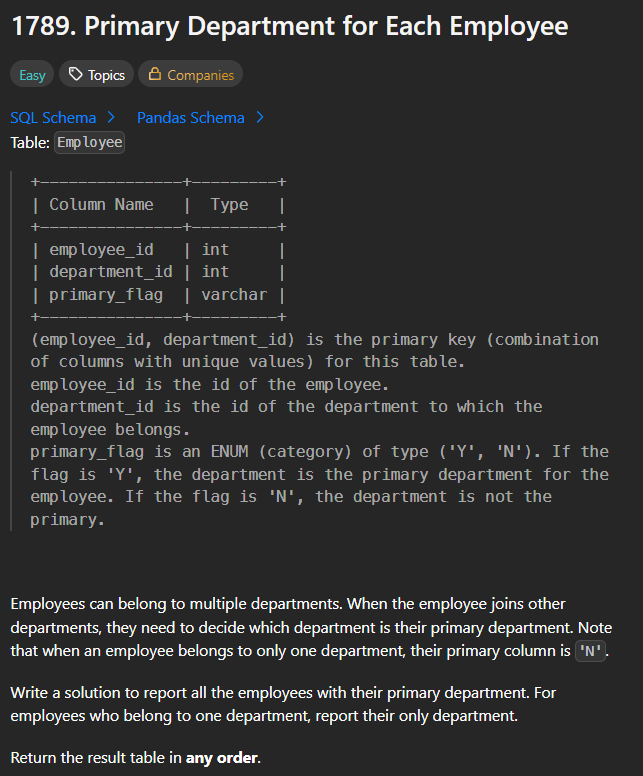 1789. Primary Department for Each Employee
Easy Topics Companies
SQL Schema > Pandas Schema >
Table: Employee
+---------------+---------+
| Column Name   |  Type   |
+---------------+---------+
| employee_id   | int     |
| department_id | int     |
| primary_flag  | varchar |
+---------------+---------+
(employee_id, department_id) is the primary key (combination
of columns with unique values) for this table.
employee_id is the id of the employee.
department_id is the id of the department to which the
employee belongs.
primary_flag is an ENUM (category) of type ('Y', 'N'). If the
flag is 'Y', the department is the primary department for the
employee. If the flag is 'N', the department is not the
primary.
Employees can belong to multiple departments. When the employee joins other
departments, they need to decide which department is their primary department. Note
that when an employee belongs to only one department, their primary column is 'N'.
Write a solution to report all the employees with their primary department. For
employees who belong to one department, report their only department.
Return the result table in any order.